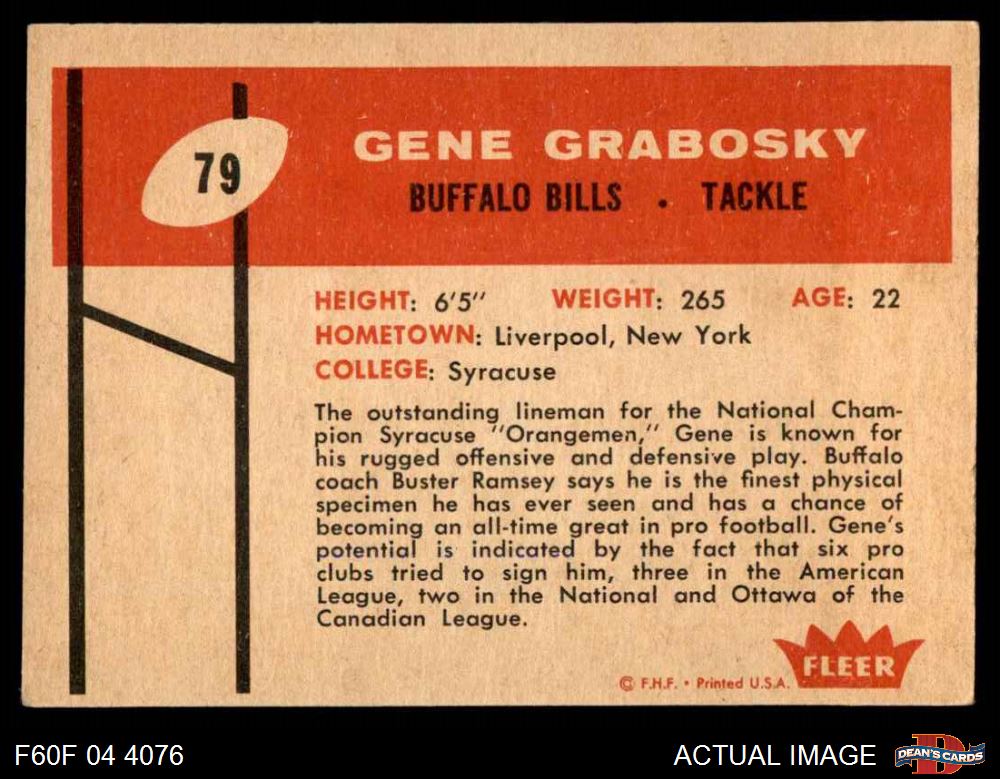 79
GENE GRABOSKY
BUFFALO BILLS . TACKLE
HEIGHT: 6'5" WEIGHT: 265 AGE: 22
HOMETOWN: Liverpool, New York
COLLEGE: Syracuse
The outstanding lineman for the National Cham-
pion Syracuse "Orangemen," Gene is known for
his rugged offensive and defensive play. Buffalo
coach Buster Ramsey says he is the finest physical
specimen he has ever seen and has a chance of
becoming an all-time great in pro football. Gene's
potential is indicated by the fact that six pro
clubs tried to sign him, three in the American
League, two in the National and Ottawa of the
Canadian League.
FLEER
© F.H.F. • Printed U.S.A.
F60F 04 4076
ACTUAL IMAGE
D
DEAN'S CARDS